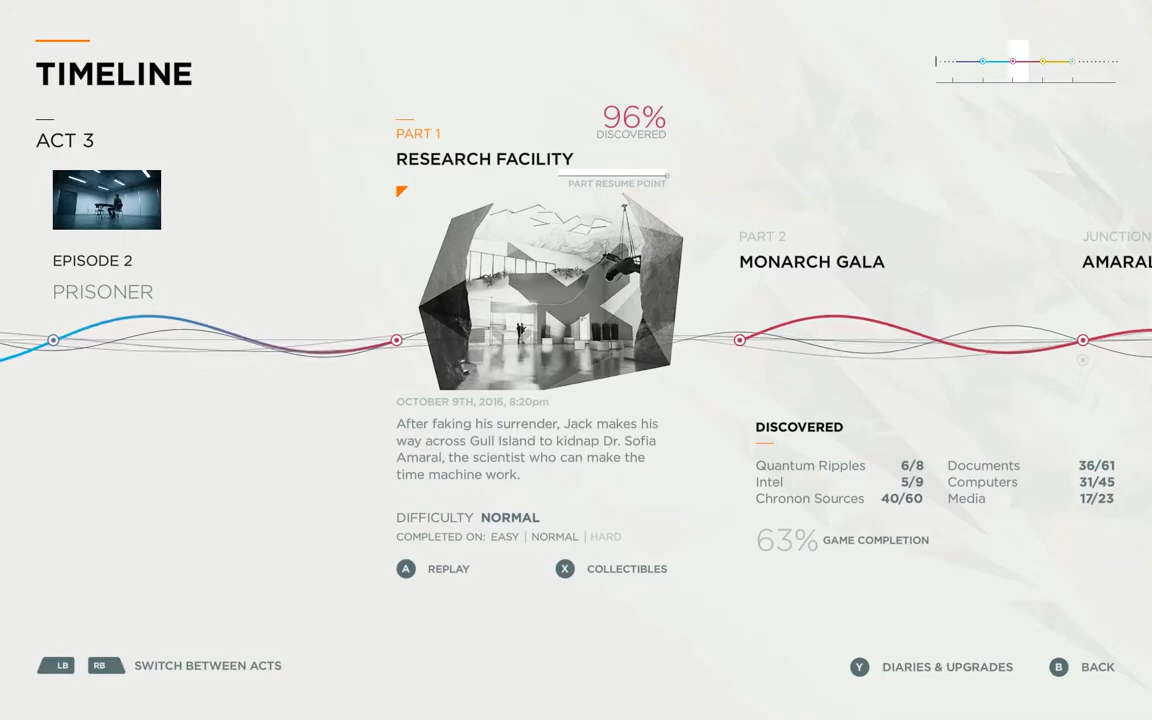 TIMELINE
ACT 3
EPISODE 2
PRISONER
PART 1
96%
DISCOVERED
RESEARCH FACILITY
PART RESUME POINT
OCTOBER 9TH, 2016, 8:20pm
After faking his surrender, Jack makes his
way across Gull Island to kidnap Dr. Sofia
Amaral, the scientist who can make the
time machine work.
DIFFICULTY NORMAL
COMPLETED ON: EASY | NORMAL | HARD
A REPLAY X COLLECTIBLES
PART 2
MONARCH GALA
JUNCTION
AMARAL
DISCOVERED
Quantum Ripples 6/8 Documents 36/61
Intel 5/9 Computers 31/45
Chronon Sources 40/60 Media 17/23
63% GAME COMPLETION
LB RB SWITCH BETWEEN ACTS
Y DIARIES & UPGRADES B BACK